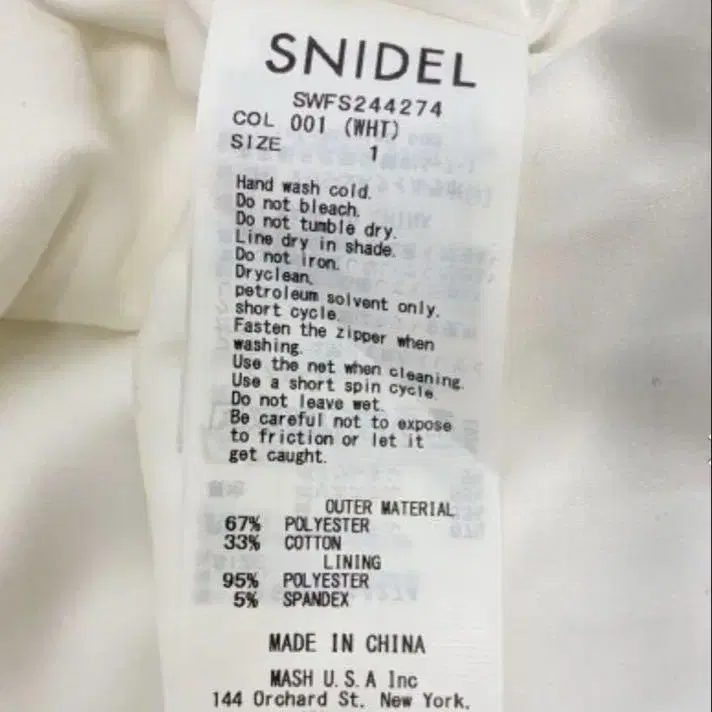 SNIDEL
SWFS244274
COL 001 (WHT)
SIZE 1
Hand wash cold.
Do not bleach.
Do not tumble dry.
Line dry in shade.
Do not iron.
Dryclean,
petroleum solvent only.
short cycle.
Fasten the zipper when
washing.
Use the net when cleaning.
Use a short spin cycle.
Do not leave wet.
Be careful not to expose
to friction or let it
get caught.
OUTER MATERIAL
67% POLYESTER
33% COTTON
LINING
95% POLYESTER
5% SPANDEX
MADE IN CHINA
MASH U.S.A Inc
144 Orchard St. New York.